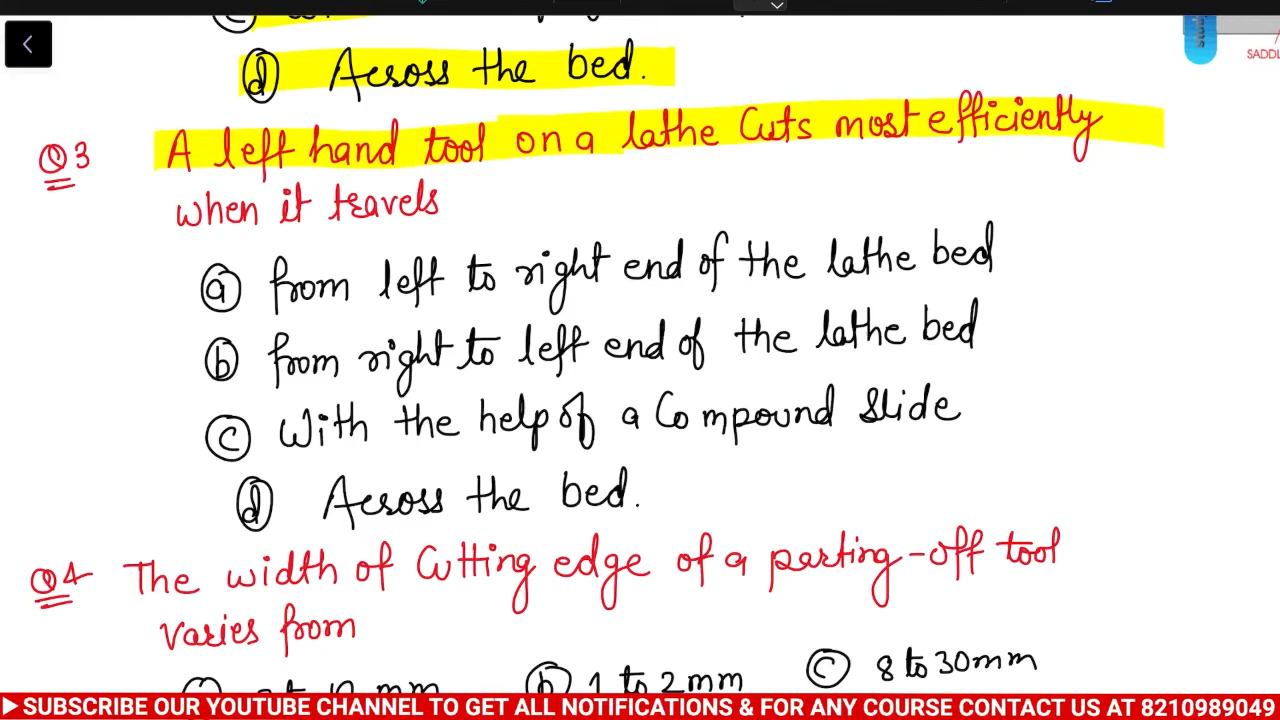 d Across the bed.
SADDL
Q3 A left hand tool on a lathe Cuts most efficiently
when it travels
a from left to right end of the lathe bed
b from right to left end of the lathe bed
c With the help of a Compound Slide
d Across the bed.
Q4 The width of Cutting edge of a parting-off tool
varies from
b 1 to 2mm c 8 to 30mm
▶ SUBSCRIBE OUR YOUTUBE CHANNEL TO GET ALL NOTIFICATIONS & FOR ANY COURSE CONTACT US AT 8210989049